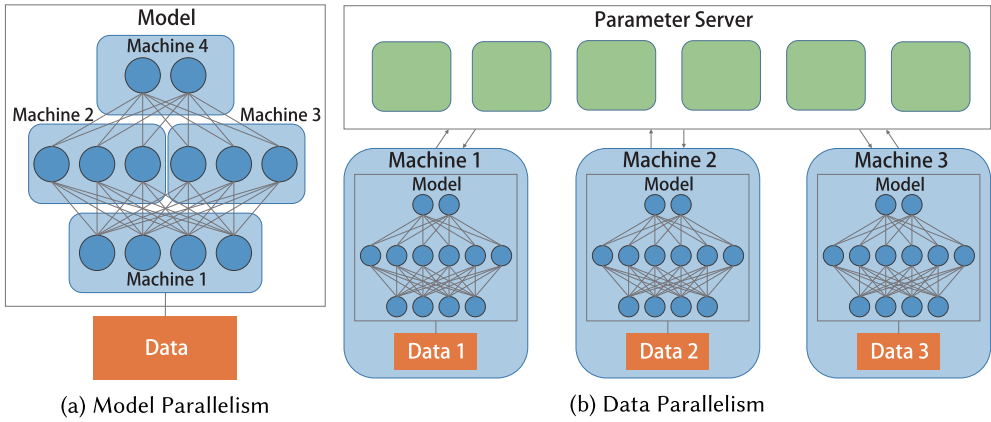 Model
Machine 4
Machine 2
Machine 3
Machine 1
Data
(a) Model Parallelism
Parameter Server
Machine 1
Model
Data 1
Machine 2
Model
Data 2
Machine 3
Model
Data 3
(b) Data Parallelism